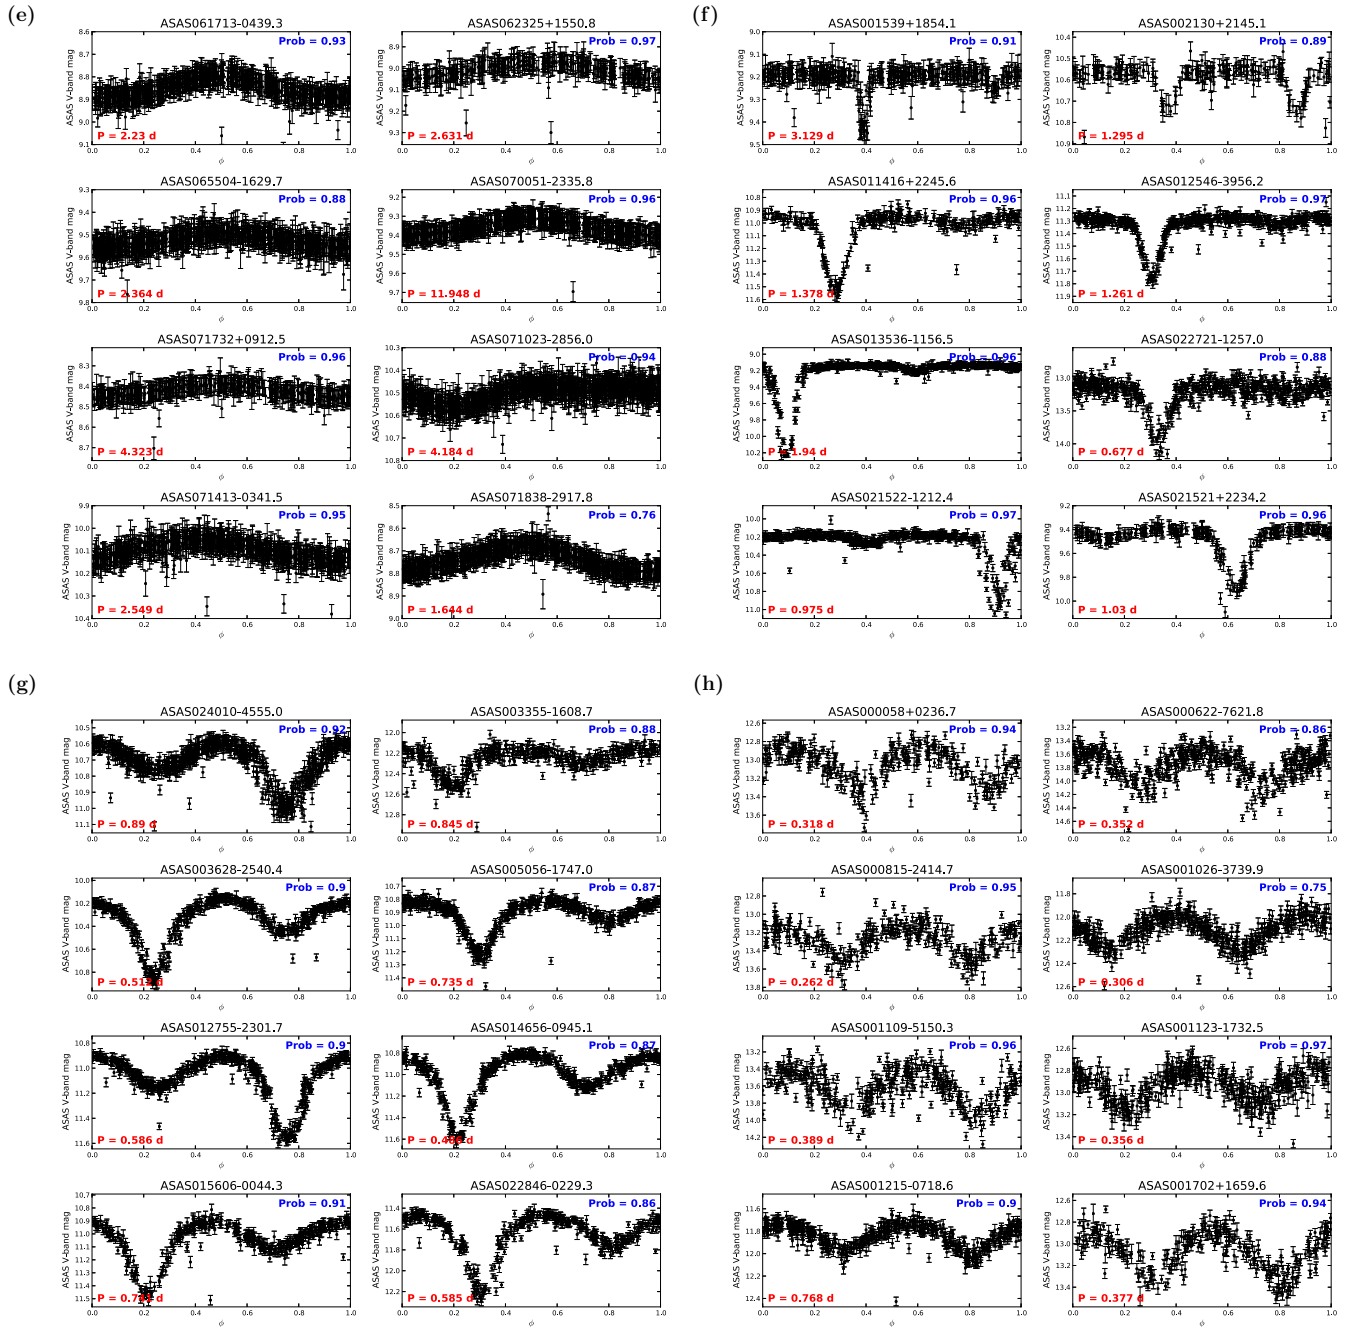 (e)
ASAS061713-0439.3
Prob = 0.93
P = 2.23 d
ASAS062325+1550.8
Prob = 0.97
P = 2.631 d
ASAS065504-1629.7
Prob = 0.88
P = 2.364 d
ASAS070051-2335.8
Prob = 0.96
P = 11.948 d
ASAS071732+0912.5
Prob = 0.96
P = 4.323 d
ASAS071023-2856.0
Prob = 0.94
P = 4.184 d
ASAS071413-0341.5
Prob = 0.95
P = 2.549 d
ASAS071838-2917.8
Prob = 0.76
P = 1.644 d
ASAS V-band mag
ϕ
(f)
ASAS001539+1854.1
Prob = 0.91
P = 3.129 d
ASAS002130+2145.1
Prob = 0.89
P = 1.295 d
ASAS011416+2245.6
Prob = 0.96
P = 1.378 d
ASAS012546-3956.2
Prob = 0.97
P = 1.261 d
ASAS013536-1156.5
Prob = 0.96
P = 1.94 d
ASAS022721-1257.0
Prob = 0.88
P = 0.677 d
ASAS021522-1212.4
Prob = 0.97
P = 0.975 d
ASAS021521+2234.2
Prob = 0.96
P = 1.03 d
(g)
ASAS024010-4555.0
Prob = 0.92
P = 0.89 d
ASAS003355-1608.7
Prob = 0.88
P = 0.845 d
ASAS003628-2540.4
Prob = 0.9
ASAS005056-1747.0
Prob = 0.87
P = 0.735 d
ASAS012755-2301.7
Prob = 0.9
P = 0.586 d
ASAS014656-0945.1
Prob = 0.87
ASAS015606-0044.3
Prob = 0.91
ASAS022846-0229.3
Prob = 0.86
P = 0.585 d
(h)
ASAS000058+0236.7
Prob = 0.94
P = 0.318 d
ASAS000622-7621.8
Prob = 0.86
P = 0.352 d
ASAS000815-2414.7
Prob = 0.95
P = 0.262 d
ASAS001026-3739.9
Prob = 0.75
P = 0.306 d
ASAS001109-5150.3
Prob = 0.96
P = 0.389 d
ASAS001123-1732.5
Prob = 0.97
P = 0.356 d
ASAS001215-0718.6
Prob = 0.9
P = 0.768 d
ASAS001702+1659.6
Prob = 0.94
P = 0.377 d